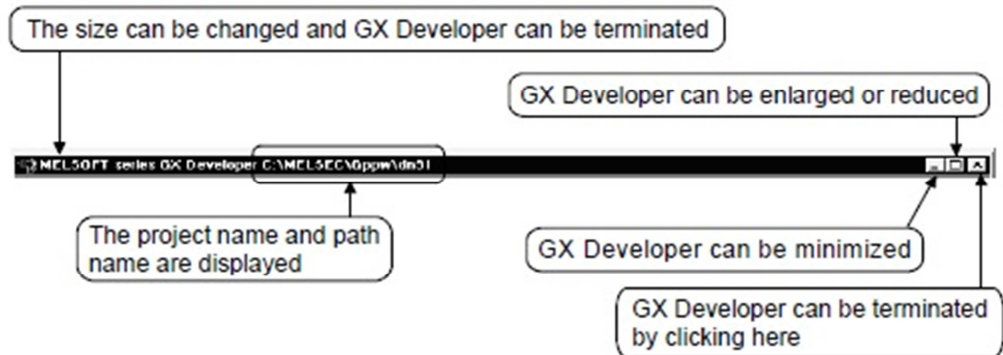 The size can be changed and GX Developer can be terminated
GX Developer can be enlarged or reduced
MELSOFT series GX Developer C:\MELSEC\Gppw\dn51
The project name and path
name are displayed
GX Developer can be minimized
GX Developer can be terminated
by clicking here